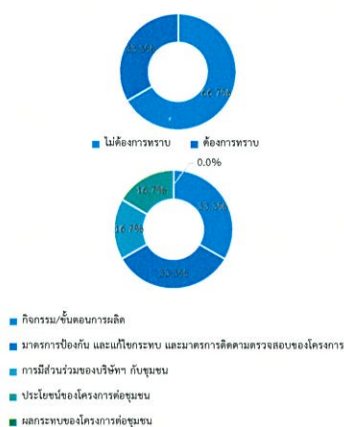 33.3%
66.7%
ไม่ต้องการทราบ ต้องการทราบ
0.0%
16.7%
33.3%
16.7%
33.3%
กิจกรรม/ขั้นตอนการผลิต
มาตรการป้องกัน และแก้ไขกระทบ และมาตรการติดตามตรวจสอบของโครงการ
การมีส่วนร่วมของบริษัทฯ กับชุมชน
ประโยชน์ของโครงการต่อชุมชน
ผลกระทบของโครงการต่อชุมชน